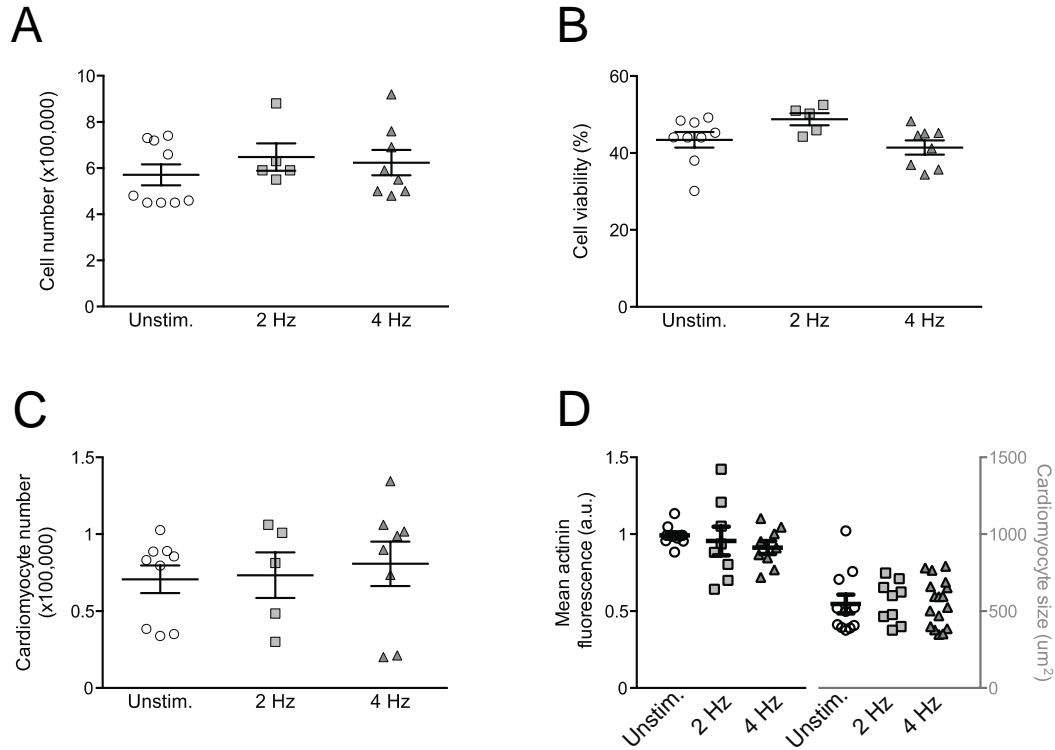 A
Cell number (x100,000)
10
8
6
4
2
0
Unstim. 2 Hz 4 Hz
B
Cell viability (%)
60
40
20
0
Unstim. 2 Hz 4 Hz
C
Cardiomyocyte number
(x100,000)
1.5
1
0.5
0
Unstim. 2 Hz 4 Hz
D
Mean actinin
fluorescence (a.u.)
1.5
1
0.5
0
Unstim. 2 Hz 4 Hz Unstim. 2 Hz 4 Hz
1500
1000
500
0
Cardiomyocyte size (um²)